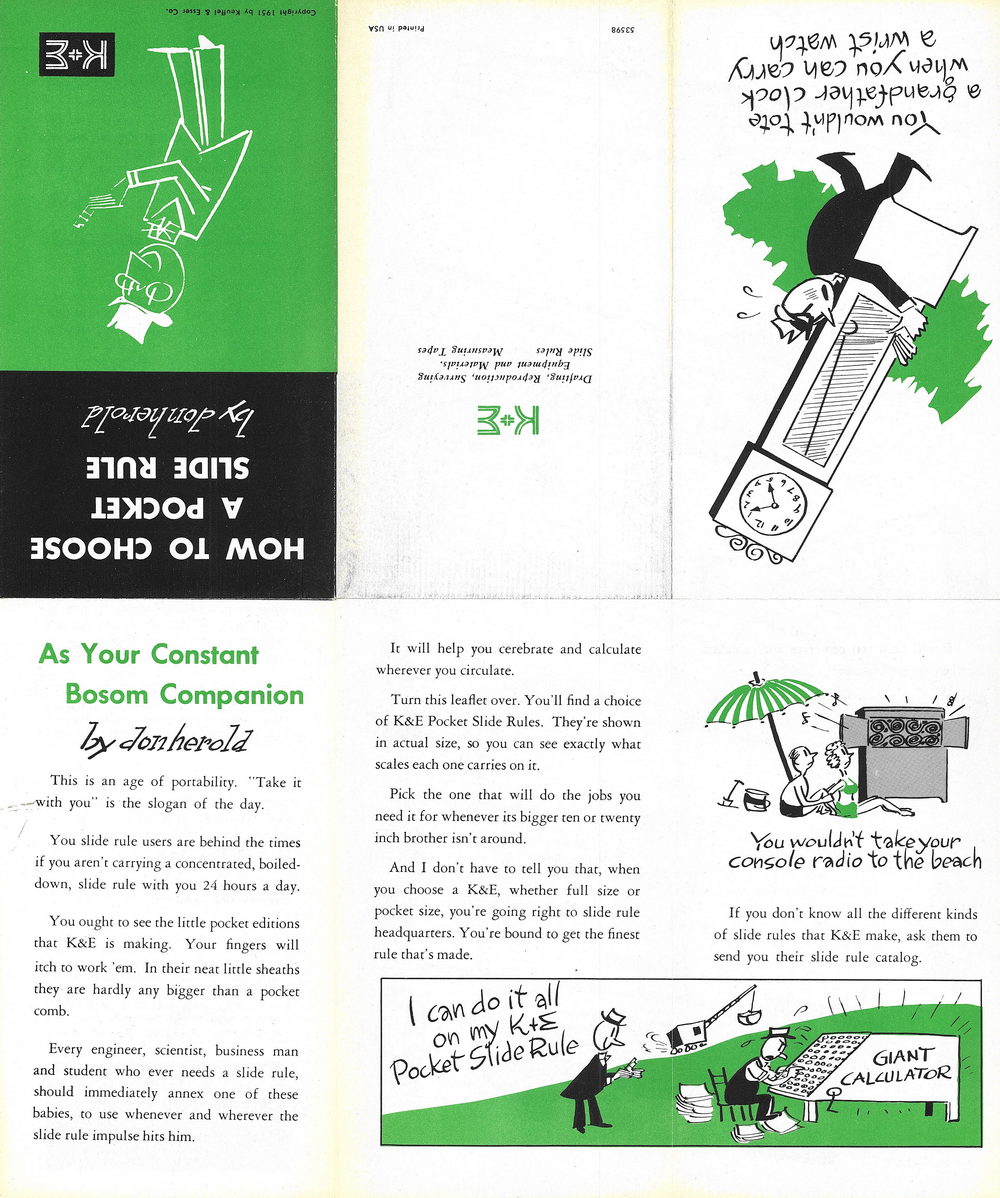 Copyright 1951 by Keuffel & Esser Co.
K+E
HOW TO CHOOSE
A POCKET
SLIDE RULE
by donherold
53598
Printed in USA
K+E
Drafting, Reproduction, Surveying
Equipment and Materials.
Slide Rules Measuring Tapes
You wouldn't tote
a grandfather clock
when you can carry
a wrist watch
As Your Constant
Bosom Companion
by donherold
This is an age of portability. "Take it
with you" is the slogan of the day.
You slide rule users are behind the times
if you aren't carrying a concentrated, boiled-
down, slide rule with you 24 hours a day.
You ought to see the little pocket editions
that K&E is making. Your fingers will
itch to work 'em. In their neat little sheaths
they are hardly any bigger than a pocket
comb.
Every engineer, scientist, business man
and student who ever needs a slide rule,
should immediately annex one of these
babies, to use whenever and wherever the
slide rule impulse hits him.
It will help you cerebrate and calculate
wherever you circulate.
Turn this leaflet over. You'll find a choice
of K&E Pocket Slide Rules. They're shown
in actual size, so you can see exactly what
scales each one carries on it.
Pick the one that will do the jobs you
need it for whenever its bigger ten or twenty
inch brother isn't around.
And I don't have to tell you that, when
you choose a K&E, whether full size or
pocket size, you're going right to slide rule
headquarters. You're bound to get the finest
rule that's made.
You wouldn't take your
console radio to the beach
If you don't know all the different kinds
of slide rules that K&E make, ask them to
send you their slide rule catalog.
I can do it all
on my K+E
Pocket Slide Rule
GIANT
CALCULATOR